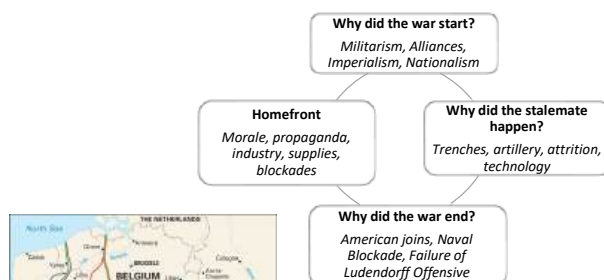 Why did the war start?
Militarism, Alliances,
Imperialism, Nationalism
Homefront
Morale, propaganda,
industry, supplies,
blockades
Why did the stalemate
happen?
Trenches, artillery, attrition,
technology
Why did the war end?
American joins, Naval
Blockade, Failure of
Ludendorff Offensive
North Sea
THE NETHERLANDS
BELGIUM